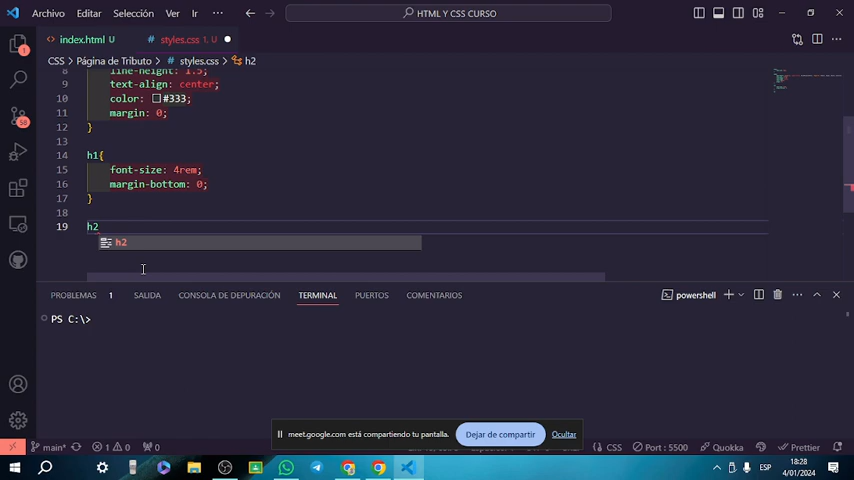 Archivo Editar Selección Ver Ir ··· HTML Y CSS CURSO
index.html U styles.css 1, U
CSS > Página de Tributo > # styles.css > h2
8 line-height: 1.5;
9 text-align: center;
10 color: #333;
11 margin: 0;
12 }
13
14 h1{
15 font-size: 4rem;
16 margin-bottom: 0;
17 }
18
19 h2
h2
PROBLEMAS 1 SALIDA CONSOLA DE DEPURACIÓN TERMINAL PUERTOS COMENTARIOS powershell
PS C:\>
meet.google.com está compartiendo tu pantalla. Dejar de compartir Ocultar
main* 1 0 0 CSS Port : 5500 Quokka Prettier
ESP 18:28
4/01/2024
1
58